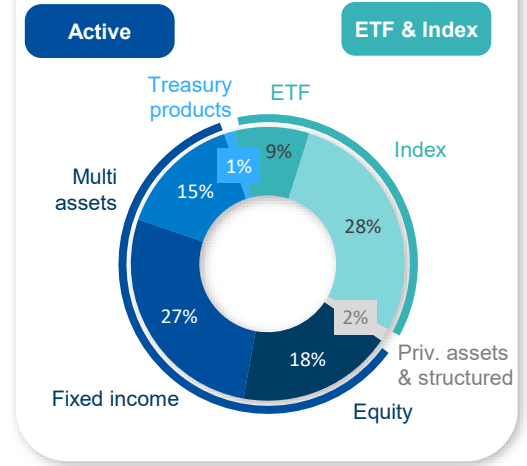 Active
ETF & Index
Treasury
products
ETF
Index
Multi
assets
1%
9%
15%
28%
27%
2%
18%
Priv. assets
& structured
Fixed income
Equity